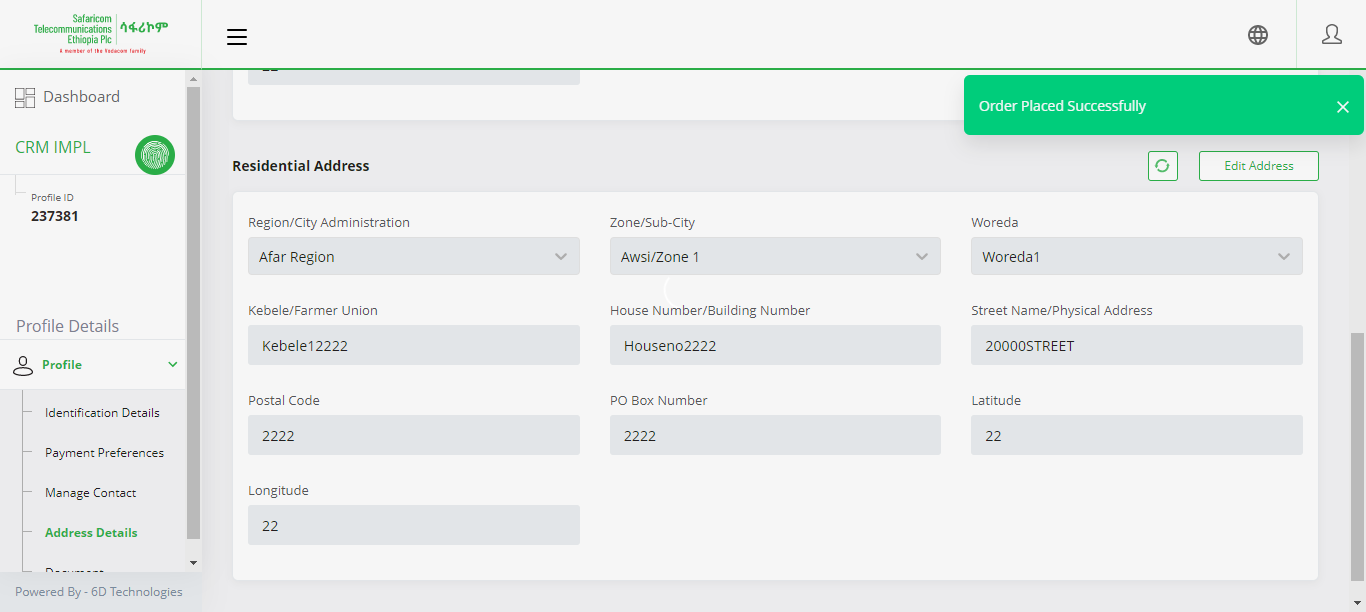 Safaricom
Telecommunications
Ethiopia Plc
ሳፋሪኮም
A member of the Vodacom family
Dashboard
CRM IMPL
Profile ID
237381
Profile Details
Profile
Identification Details
Payment Preferences
Manage Contact
Address Details
Document
Powered By - 6D Technologies
22
Order Placed Successfully
Residential Address
Edit Address
Region/City Administration
Zone/Sub-City
Woreda
Afar Region
Awsi/Zone 1
Woreda1
Kebele/Farmer Union
House Number/Building Number
Street Name/Physical Address
Kebele12222
Houseno2222
20000STREET
Postal Code
PO Box Number
Latitude
2222
2222
22
Longitude
22